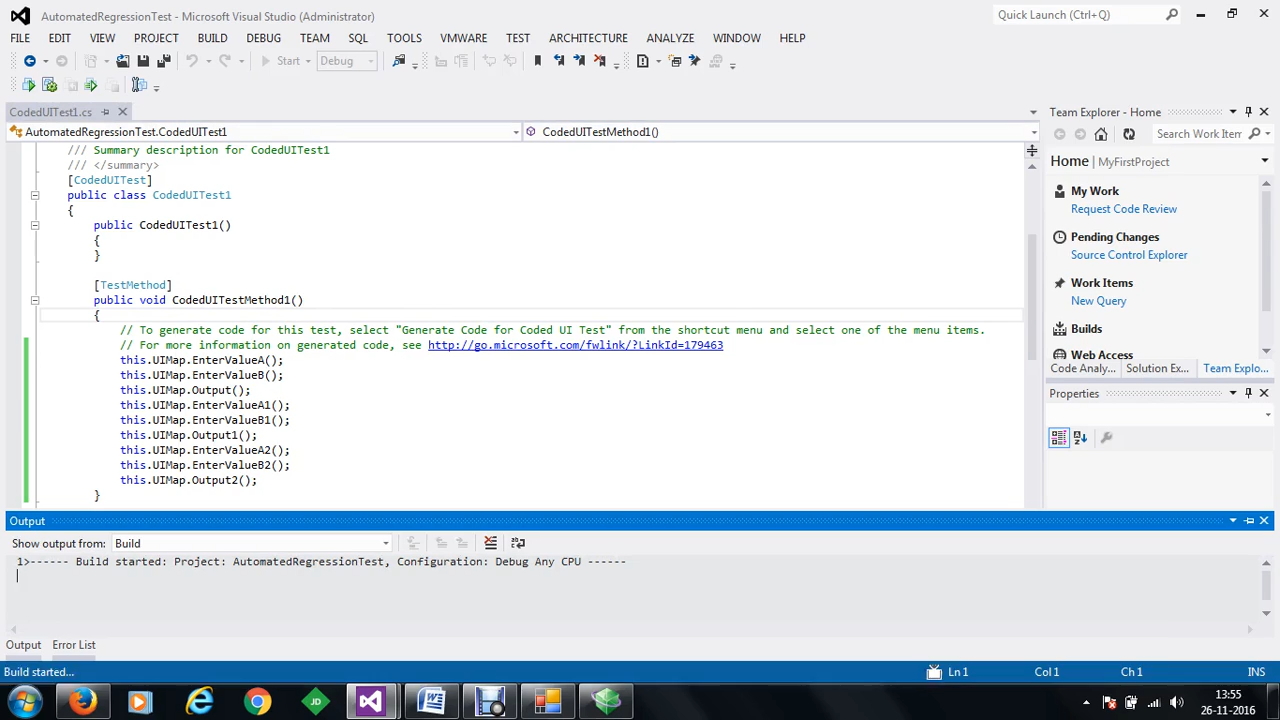 AutomatedRegressionTest - Microsoft Visual Studio (Administrator)
Quick Launch (Ctrl+Q)
FILE EDIT VIEW PROJECT BUILD DEBUG TEAM SQL TOOLS VMWARE TEST ARCHITECTURE ANALYZE WINDOW HELP
Start Debug
CodedUITest1.cs
AutomatedRegressionTest.CodedUITest1
CodedUITestMethod1()
/// Summary description for CodedUITest1
/// </summary>
[CodedUITest]
public class CodedUITest1
{
public CodedUITest1()
{
}
[TestMethod]
public void CodedUITestMethod1()
{
// To generate code for this test, select "Generate Code for Coded UI Test" from the shortcut menu and select one of the menu items.
// For more information on generated code, see http://go.microsoft.com/fwlink/?LinkId=179463
this.UIMap.EnterValueA();
this.UIMap.EnterValueB();
this.UIMap.Output();
this.UIMap.EnterValueA1();
this.UIMap.EnterValueB1();
this.UIMap.Output1();
this.UIMap.EnterValueA2();
this.UIMap.EnterValueB2();
this.UIMap.Output2();
}
Team Explorer - Home
Search Work Item
Home | MyFirstProject
My Work
Request Code Review
Pending Changes
Source Control Explorer
Work Items
New Query
Builds
Web Access
Code Analy... Solution Ex... Team Explo...
Properties
Output
Show output from: Build
1>------ Build started: Project: AutomatedRegressionTest, Configuration: Debug Any CPU ------
Output Error List
Build started... Ln 1 Col 1 Ch 1 INS
JD
13:55
26-11-2016